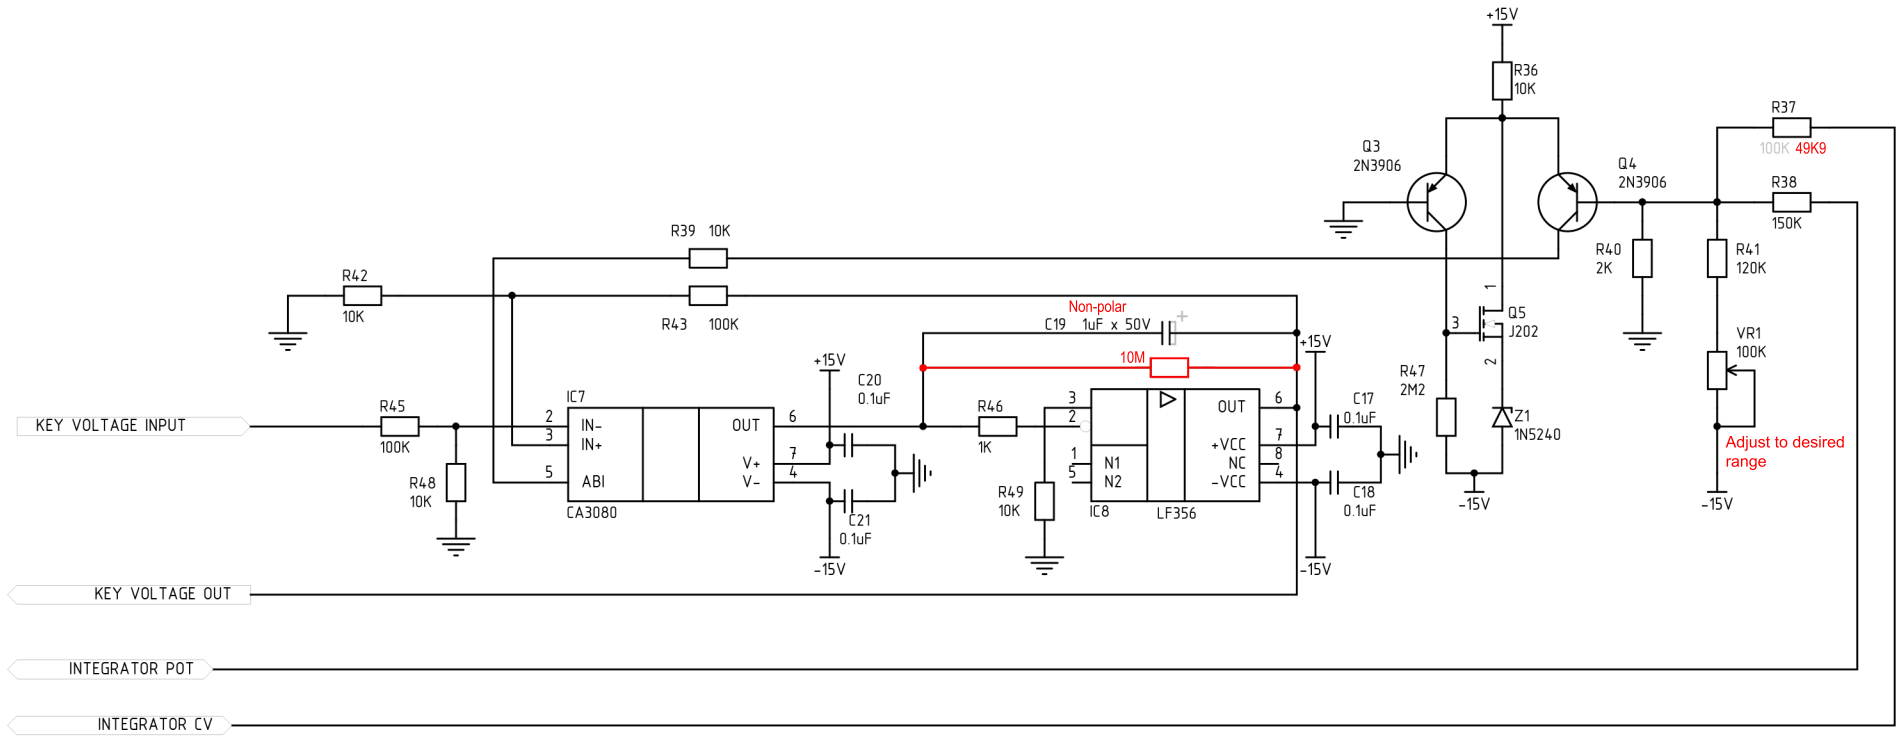 +15V
R36
10K
R37
100K 49K9
Q3
2N3906
Q4
2N3906
R38
150K
R39 10K
R40
2K
R41
120K
R42
10K
R43 100K
Non-polar
C19 1uF x 50V +
1
3
Q5
J202
2
+15V
VR1
100K
+15V
10M
R47
2M2
C20
0.1uF
IC7
R45
100K
KEY VOLTAGE INPUT
2 IN-
3 IN+
5 ABI
OUT 6
V+ 7
V- 4
CA3080
R46
1K
3
2
1 N1
5 N2
OUT 6
+VCC 7
NC 8
-VCC 4
IC8
LF356
C17
0.1uF
Z1
1N5240
Adjust to desired
range
R48
10K
R49
10K
C18
0.1uF
C21
0.1uF
-15V
-15V
-15V
-15V
KEY VOLTAGE OUT
INTEGRATOR POT
INTEGRATOR CV